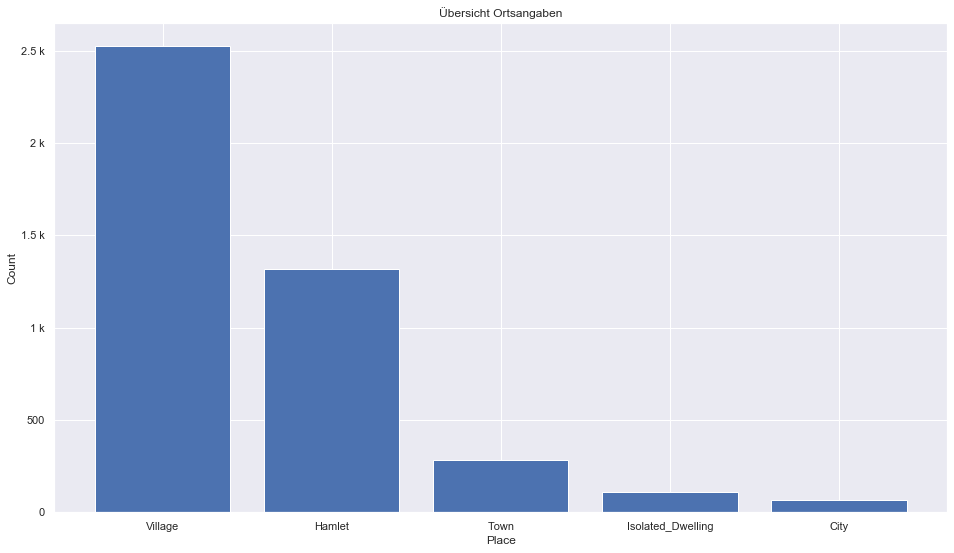 Übersicht Ortsangaben
2.5 k
2 k
1.5 k
1 k
500
0
Count
Village Hamlet Town Isolated_Dwelling City
Place